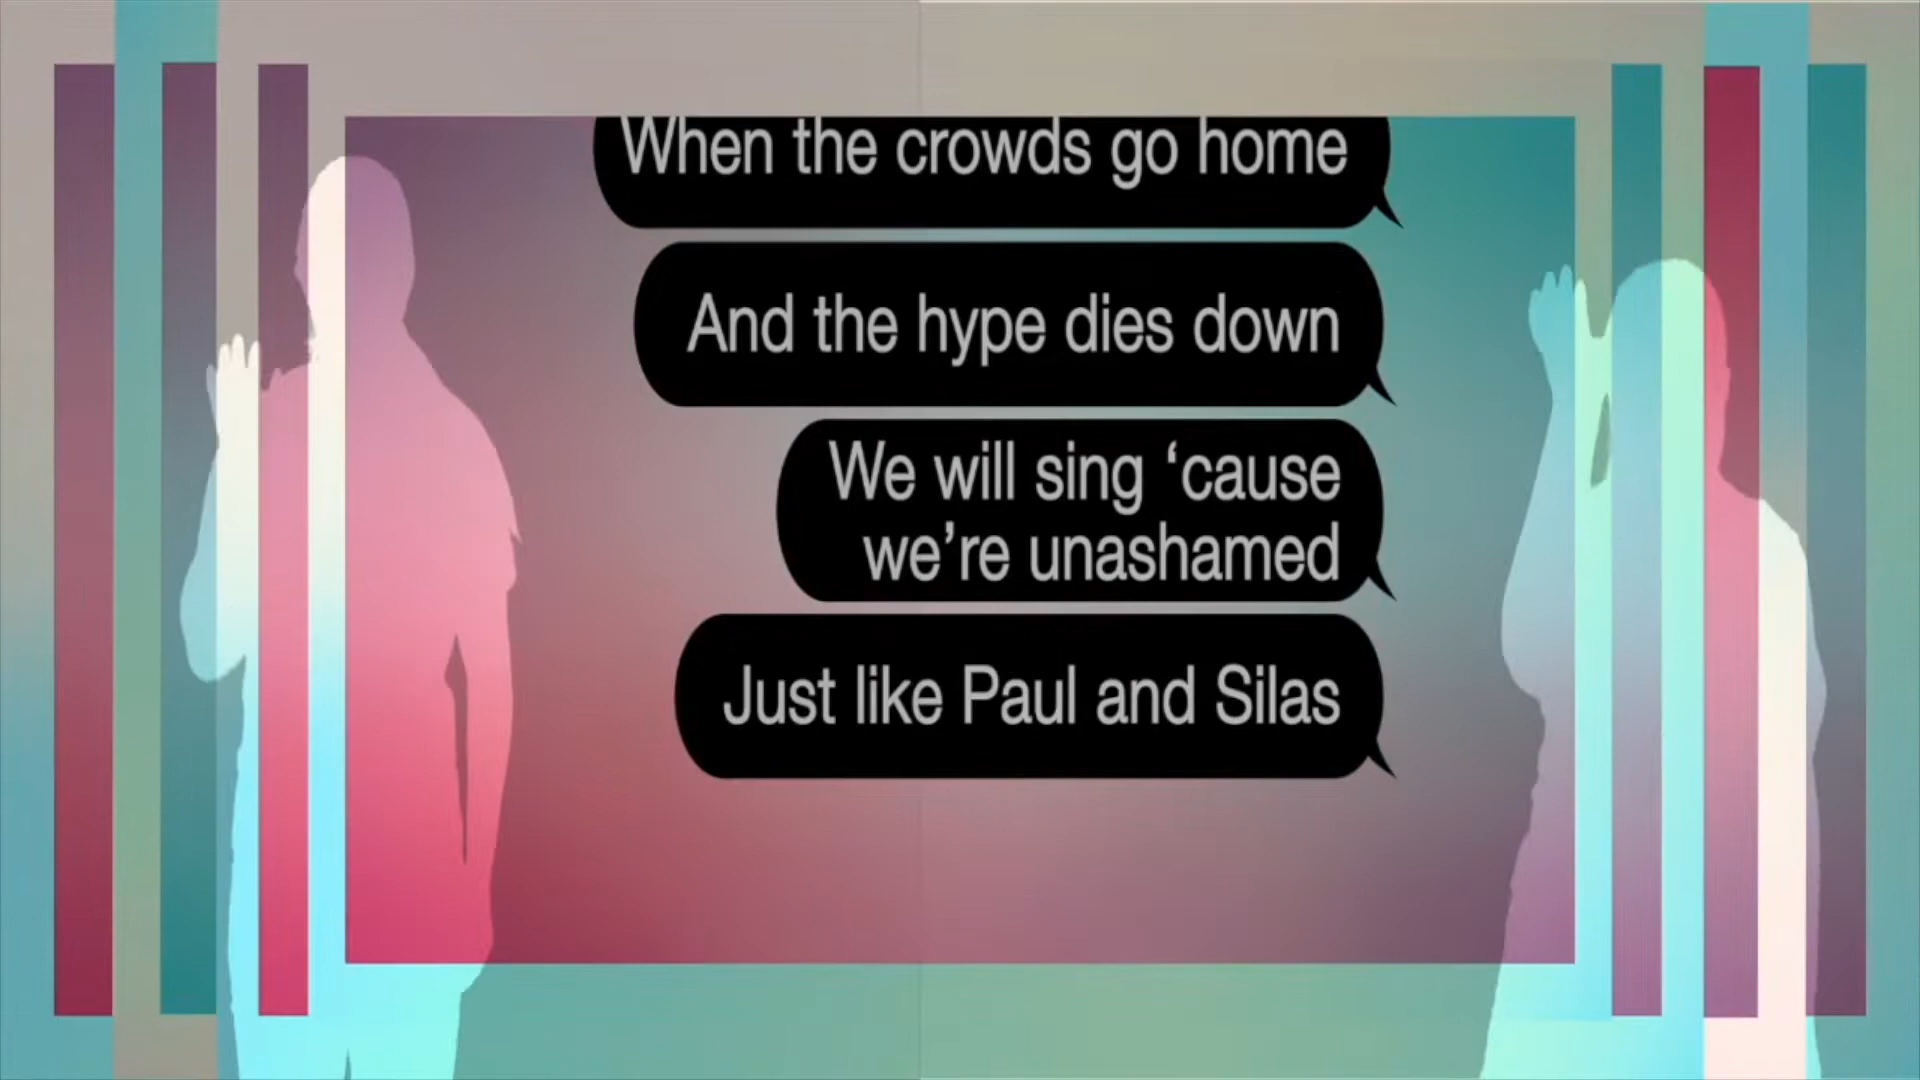 When the crowds go home
And the hype dies down
We will sing ‘cause
we’re unashamed
Just like Paul and Silas